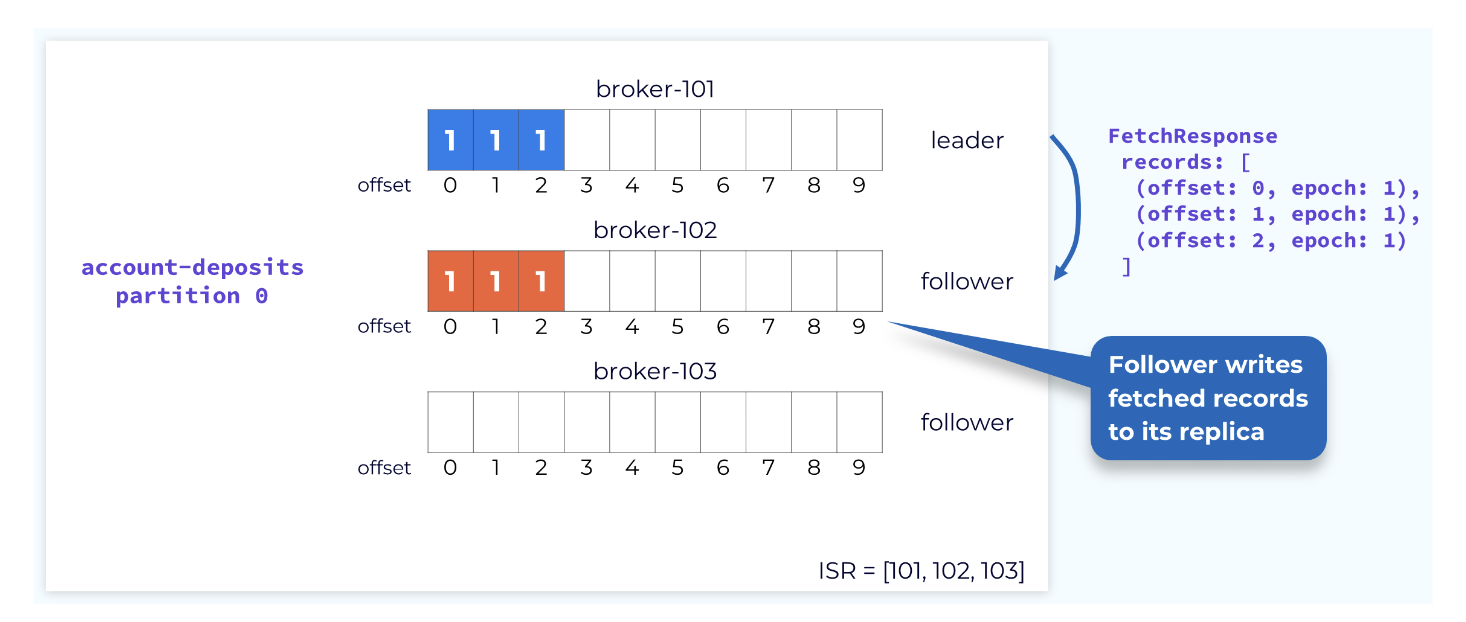 broker-101
1 1 1
leader
offset 0 1 2 3 4 5 6 7 8 9
FetchResponse
records: [
(offset: 0, epoch: 1),
(offset: 1, epoch: 1),
(offset: 2, epoch: 1)
]
account-deposits
partition 0
broker-102
1 1 1
follower
offset 0 1 2 3 4 5 6 7 8 9
Follower writes
fetched records
to its replica
broker-103
follower
offset 0 1 2 3 4 5 6 7 8 9
ISR = [101, 102, 103]